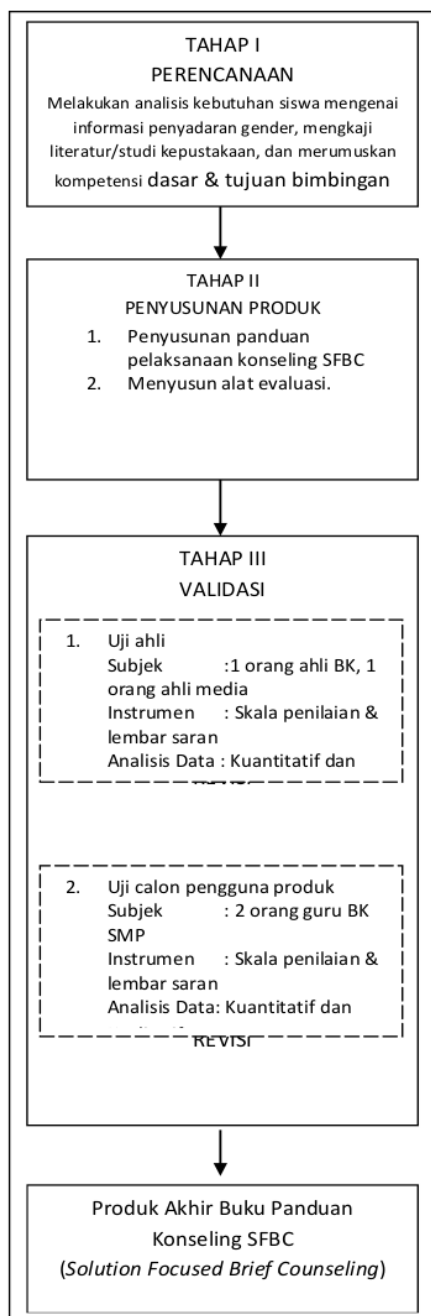 TAHAP I
PERENCANAAN
Melakukan analisis kebutuhan siswa mengenai
informasi penyadaran gender, mengkaji
literatur/studi kepustakaan, dan merumuskan
kompetensi dasar & tujuan bimbingan
TAHAP II
PENYUSUNAN PRODUK
1. Penyusunan panduan
pelaksanaan konseling SFBC
2. Menyusun alat evaluasi.
TAHAP III
VALIDASI
1. Uji ahli
Subjek :1 orang ahli BK, 1
orang ahli media
Instrumen : Skala penilaian &
lembar saran
Analisis Data : Kuantitatif dan
2. Uji calon pengguna produk
Subjek : 2 orang guru BK
SMP
Instrumen : Skala penilaian &
lembar saran
Analisis Data: Kuantitatif dan
REVISI
Produk Akhir Buku Panduan
Konseling SFBC
(Solution Focused Brief Counseling)